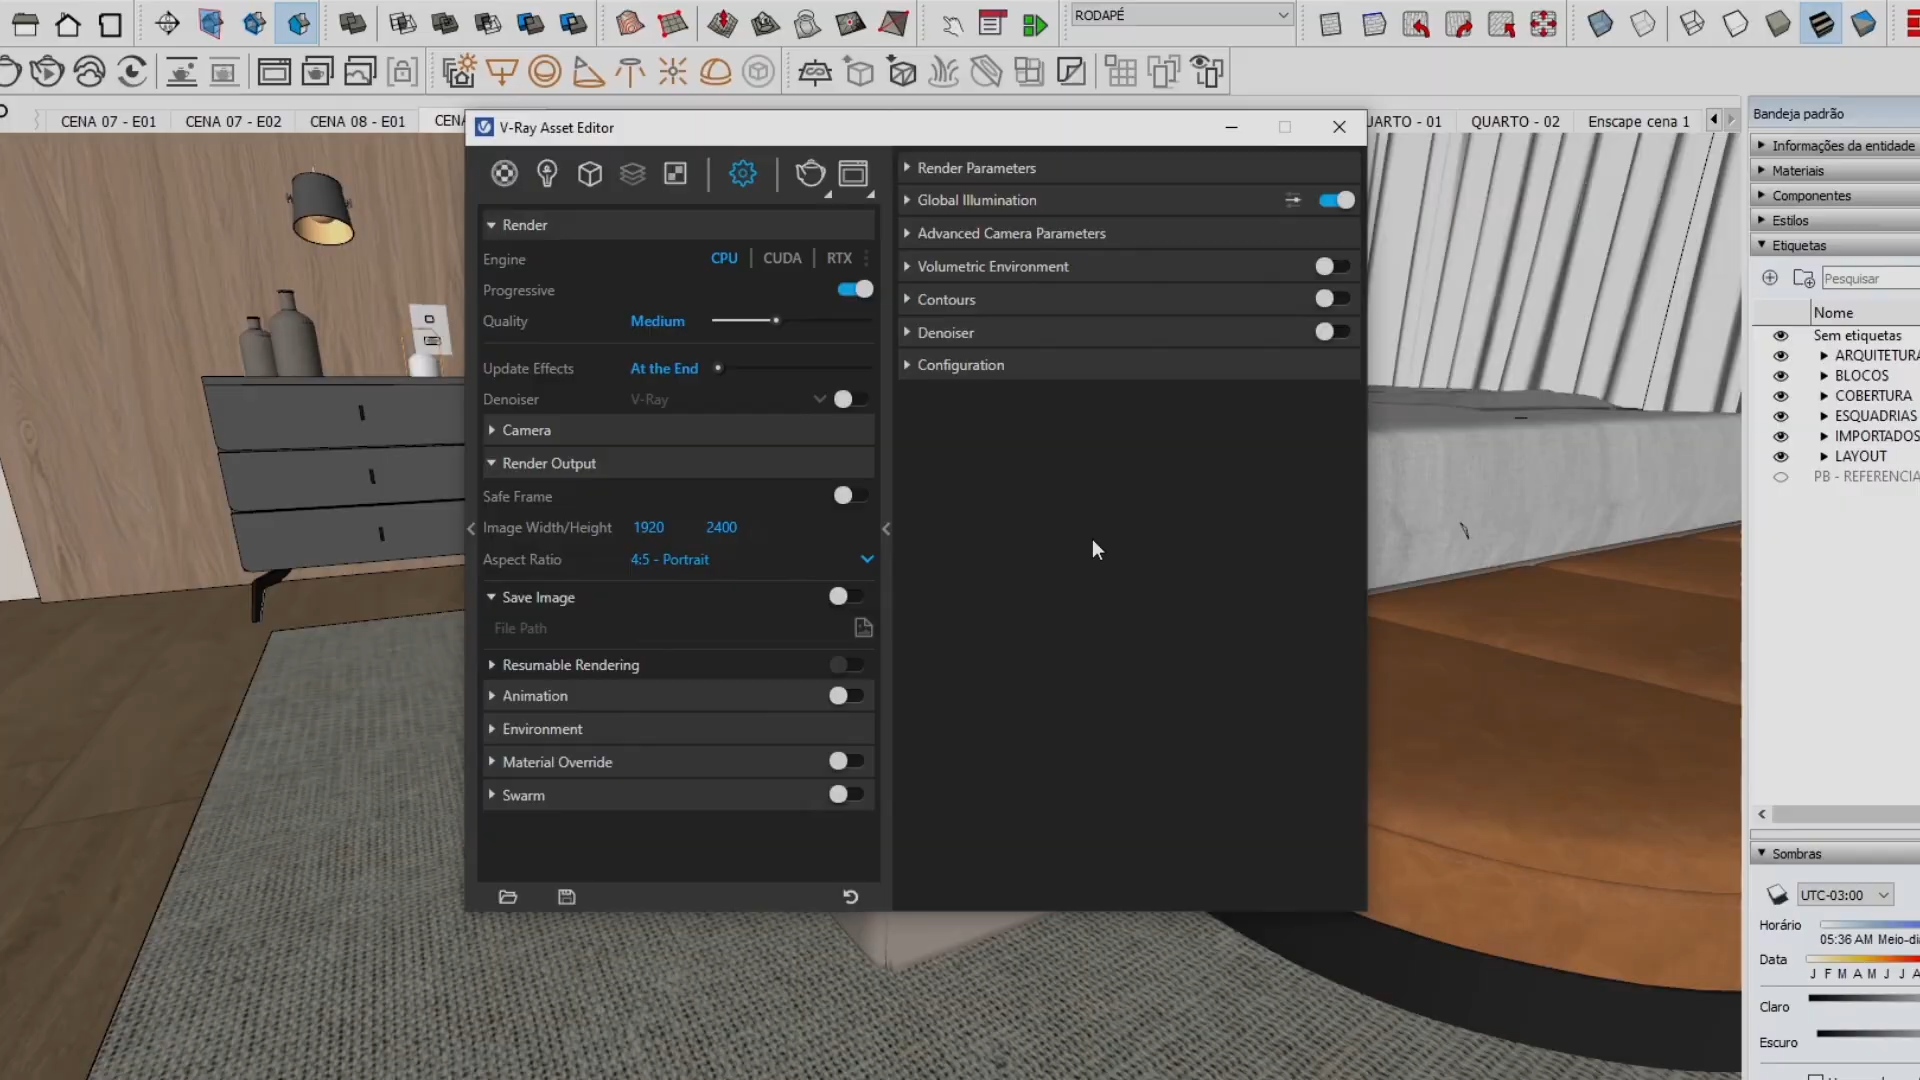 RODAPÉ
CENA 07 - E01
CENA 07 - E02
CENA 08 - E01
CENA
V-Ray Asset Editor
QUARTO - 02
Enscape cena 1
Render
Engine
CPU
CUDA
RTX
Progressive
Quality
Medium
Update Effects
At the End
Denoiser
V-Ray
Camera
Render Output
Safe Frame
Image Width/Height
1920
2400
Aspect Ratio
4:5 - Portrait
Save Image
File Path
Resumable Rendering
Animation
Environment
Material Override
Swarm
Render Parameters
Global Illumination
Advanced Camera Parameters
Volumetric Environment
Contours
Denoiser
Configuration
Bandeja padrão
Informações da entidade
Materiais
Componentes
Estilos
Etiquetas
Pesquisar
Nome
Sem etiquetas
ARQUITETURA
BLOCOS
COBERTURA
ESQUADRIAS
IMPORTADOS
LAYOUT
PB - REFERENCIA
Sombras
UTC-03:00
Horário
05:36 AM Meio-di
Data
J F M A M J J A
Claro
Escuro